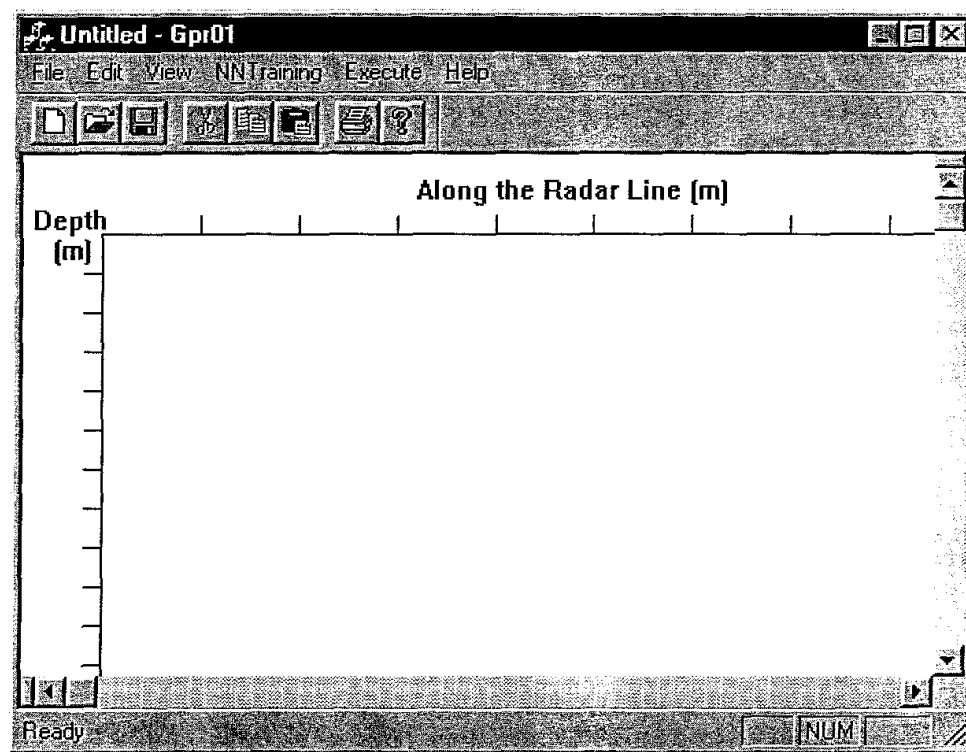 Untitled - Gpr01
File Edit View NNTraining Execute Help
Along the Radar Line (m)
Depth
(m)
Ready NUM